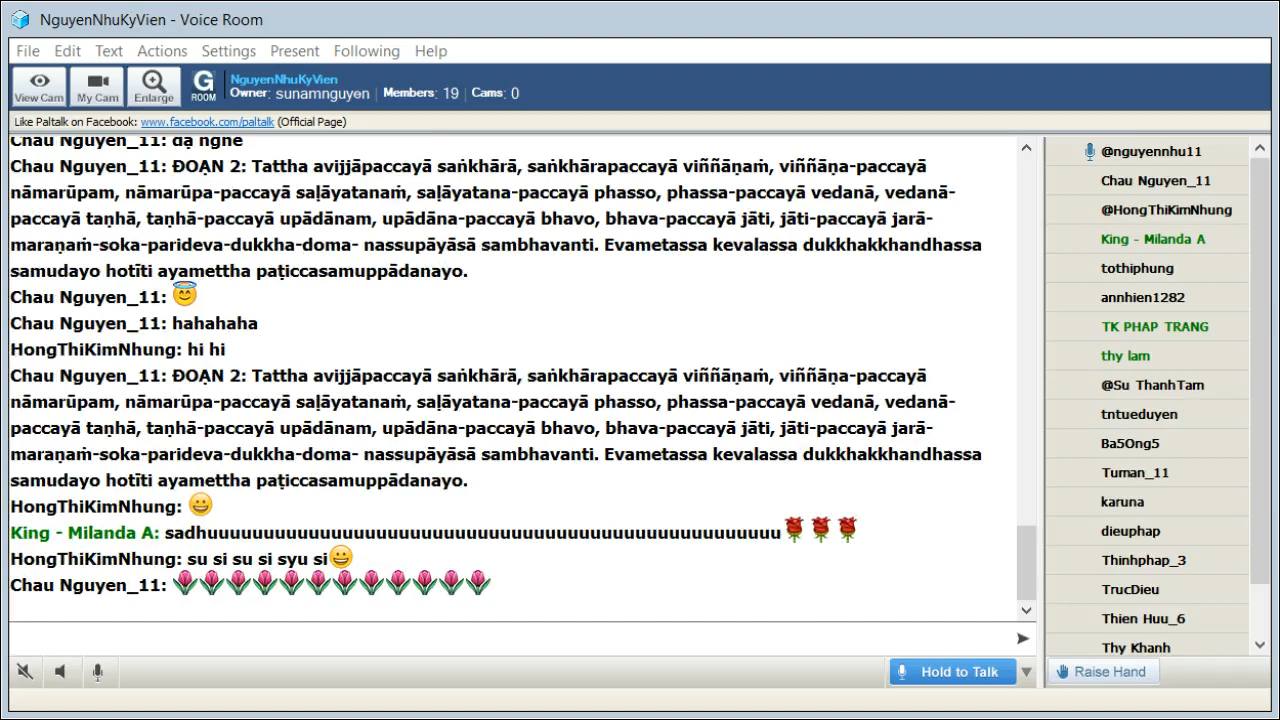 NguyenNhuKyVien - Voice Room
File Edit Text Actions Settings Present Following Help
View Cam My Cam Enlarge G ROOM
NguyenNhuKyVien
Owner: sunamnguyen | Members: 19 | Cams: 0
Like Paltalk on Facebook: www.facebook.com/paltalk (Official Page)
Chau Nguyen_11: dạ nghe
Chau Nguyen_11: ĐOẠN 2: Tattha avijjāpaccayā saṅkhārā, saṅkhārapaccayā viññāṇaṁ, viññāṇa-paccayā
nāmarūpam, nāmarūpa-paccayā saḷāyatanaṁ, saḷāyatana-paccayā phasso, phassa-paccayā vedanā, vedanā-
paccayā taṇhā, taṇhā-paccayā upādānam, upādāna-paccayā bhavo, bhava-paccayā jāti, jāti-paccayā jarā-
maraṇaṁ-soka-parideva-dukkha-doma- nassupāyāsā sambhavanti. Evametassa kevalassa dukkhakkhandhassa
samudayo hotīti ayamettha paṭiccasamuppādanayo.
Chau Nguyen_11: 😇
Chau Nguyen_11: hahahaha
HongThiKimNhung: hi hi
Chau Nguyen_11: ĐOẠN 2: Tattha avijjāpaccayā saṅkhārā, saṅkhārapaccayā viññāṇaṁ, viññāṇa-paccayā
nāmarūpam, nāmarūpa-paccayā saḷāyatanaṁ, saḷāyatana-paccayā phasso, phassa-paccayā vedanā, vedanā-
paccayā taṇhā, taṇhā-paccayā upādānam, upādāna-paccayā bhavo, bhava-paccayā jāti, jāti-paccayā jarā-
maraṇaṁ-soka-parideva-dukkha-doma- nassupāyāsā sambhavanti. Evametassa kevalassa dukkhakkhandhassa
samudayo hotīti ayamettha paṭiccasamuppādanayo.
HongThiKimNhung: 😀
King - Milanda A: sadhuuuuuuuuuuuuuuuuuuuuuuuuuuuuuuuuuuuuuuuuuuuuuuuuuuu🌹🌹🌹
HongThiKimNhung: su si su si syu si😀
Chau Nguyen_11: 🌷🌷🌷🌷🌷🌷🌷🌷🌷🌷🌷🌷
Hold to Talk
@nguyennhu11
Chau Nguyen_11
@HongThiKimNhung
King - Milanda A
tothiphung
annhien1282
TK PHAP TRANG
thy lam
@Su ThanhTam
tntueduyen
Ba5Ong5
Tuman_11
karuna
dieuphap
Thinhphap_3
TrucDieu
Thien Huu_6
Thy Khanh
Raise Hand